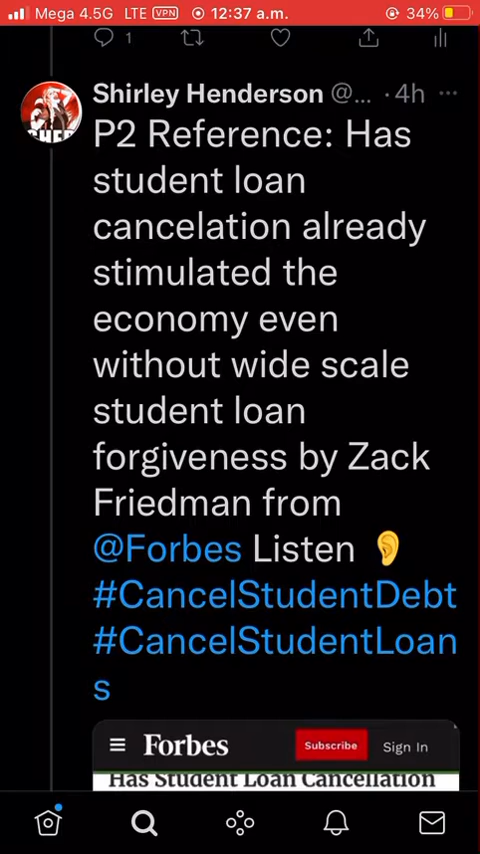 Mega 4.5G LTE VPN 12:37 a.m. 34%
1
Shirley Henderson @... · 4h ...
P2 Reference: Has
student loan
cancelation already
stimulated the
economy even
without wide scale
student loan
forgiveness by Zack
Friedman from
@Forbes Listen 👂
#CancelStudentDebt
#CancelStudentLoan
s
Forbes Subscribe Sign In
Has Student Loan Cancellation